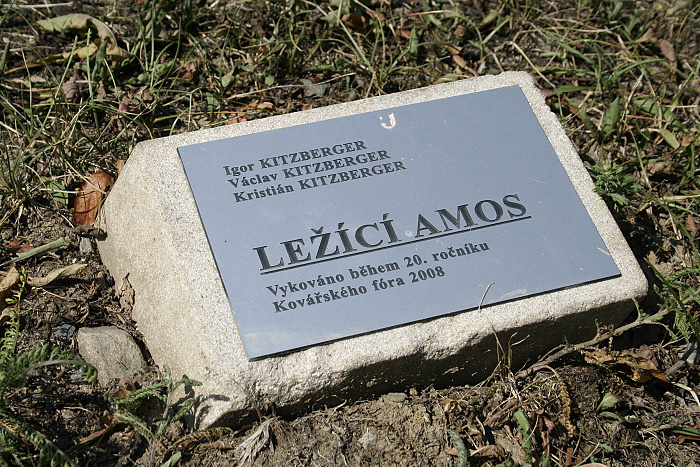 Igor KITZBERGER
Václav KITZBERGER
Kristián KITZBERGER
LEŽÍCÍ AMOS
Vykováno během 20. ročníku
Kovářského fóra 2008